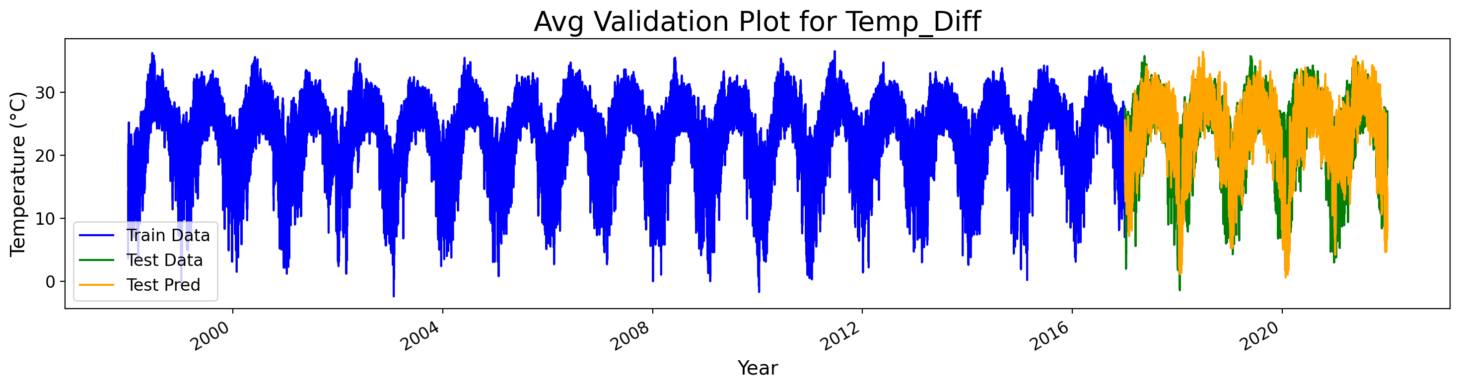 Avg Validation Plot for Temp_Diff
Temperature (°C)
30
20
10
0
Train Data
Test Data
Test Pred
2000
2004
2008
2012
2016
2020
Year